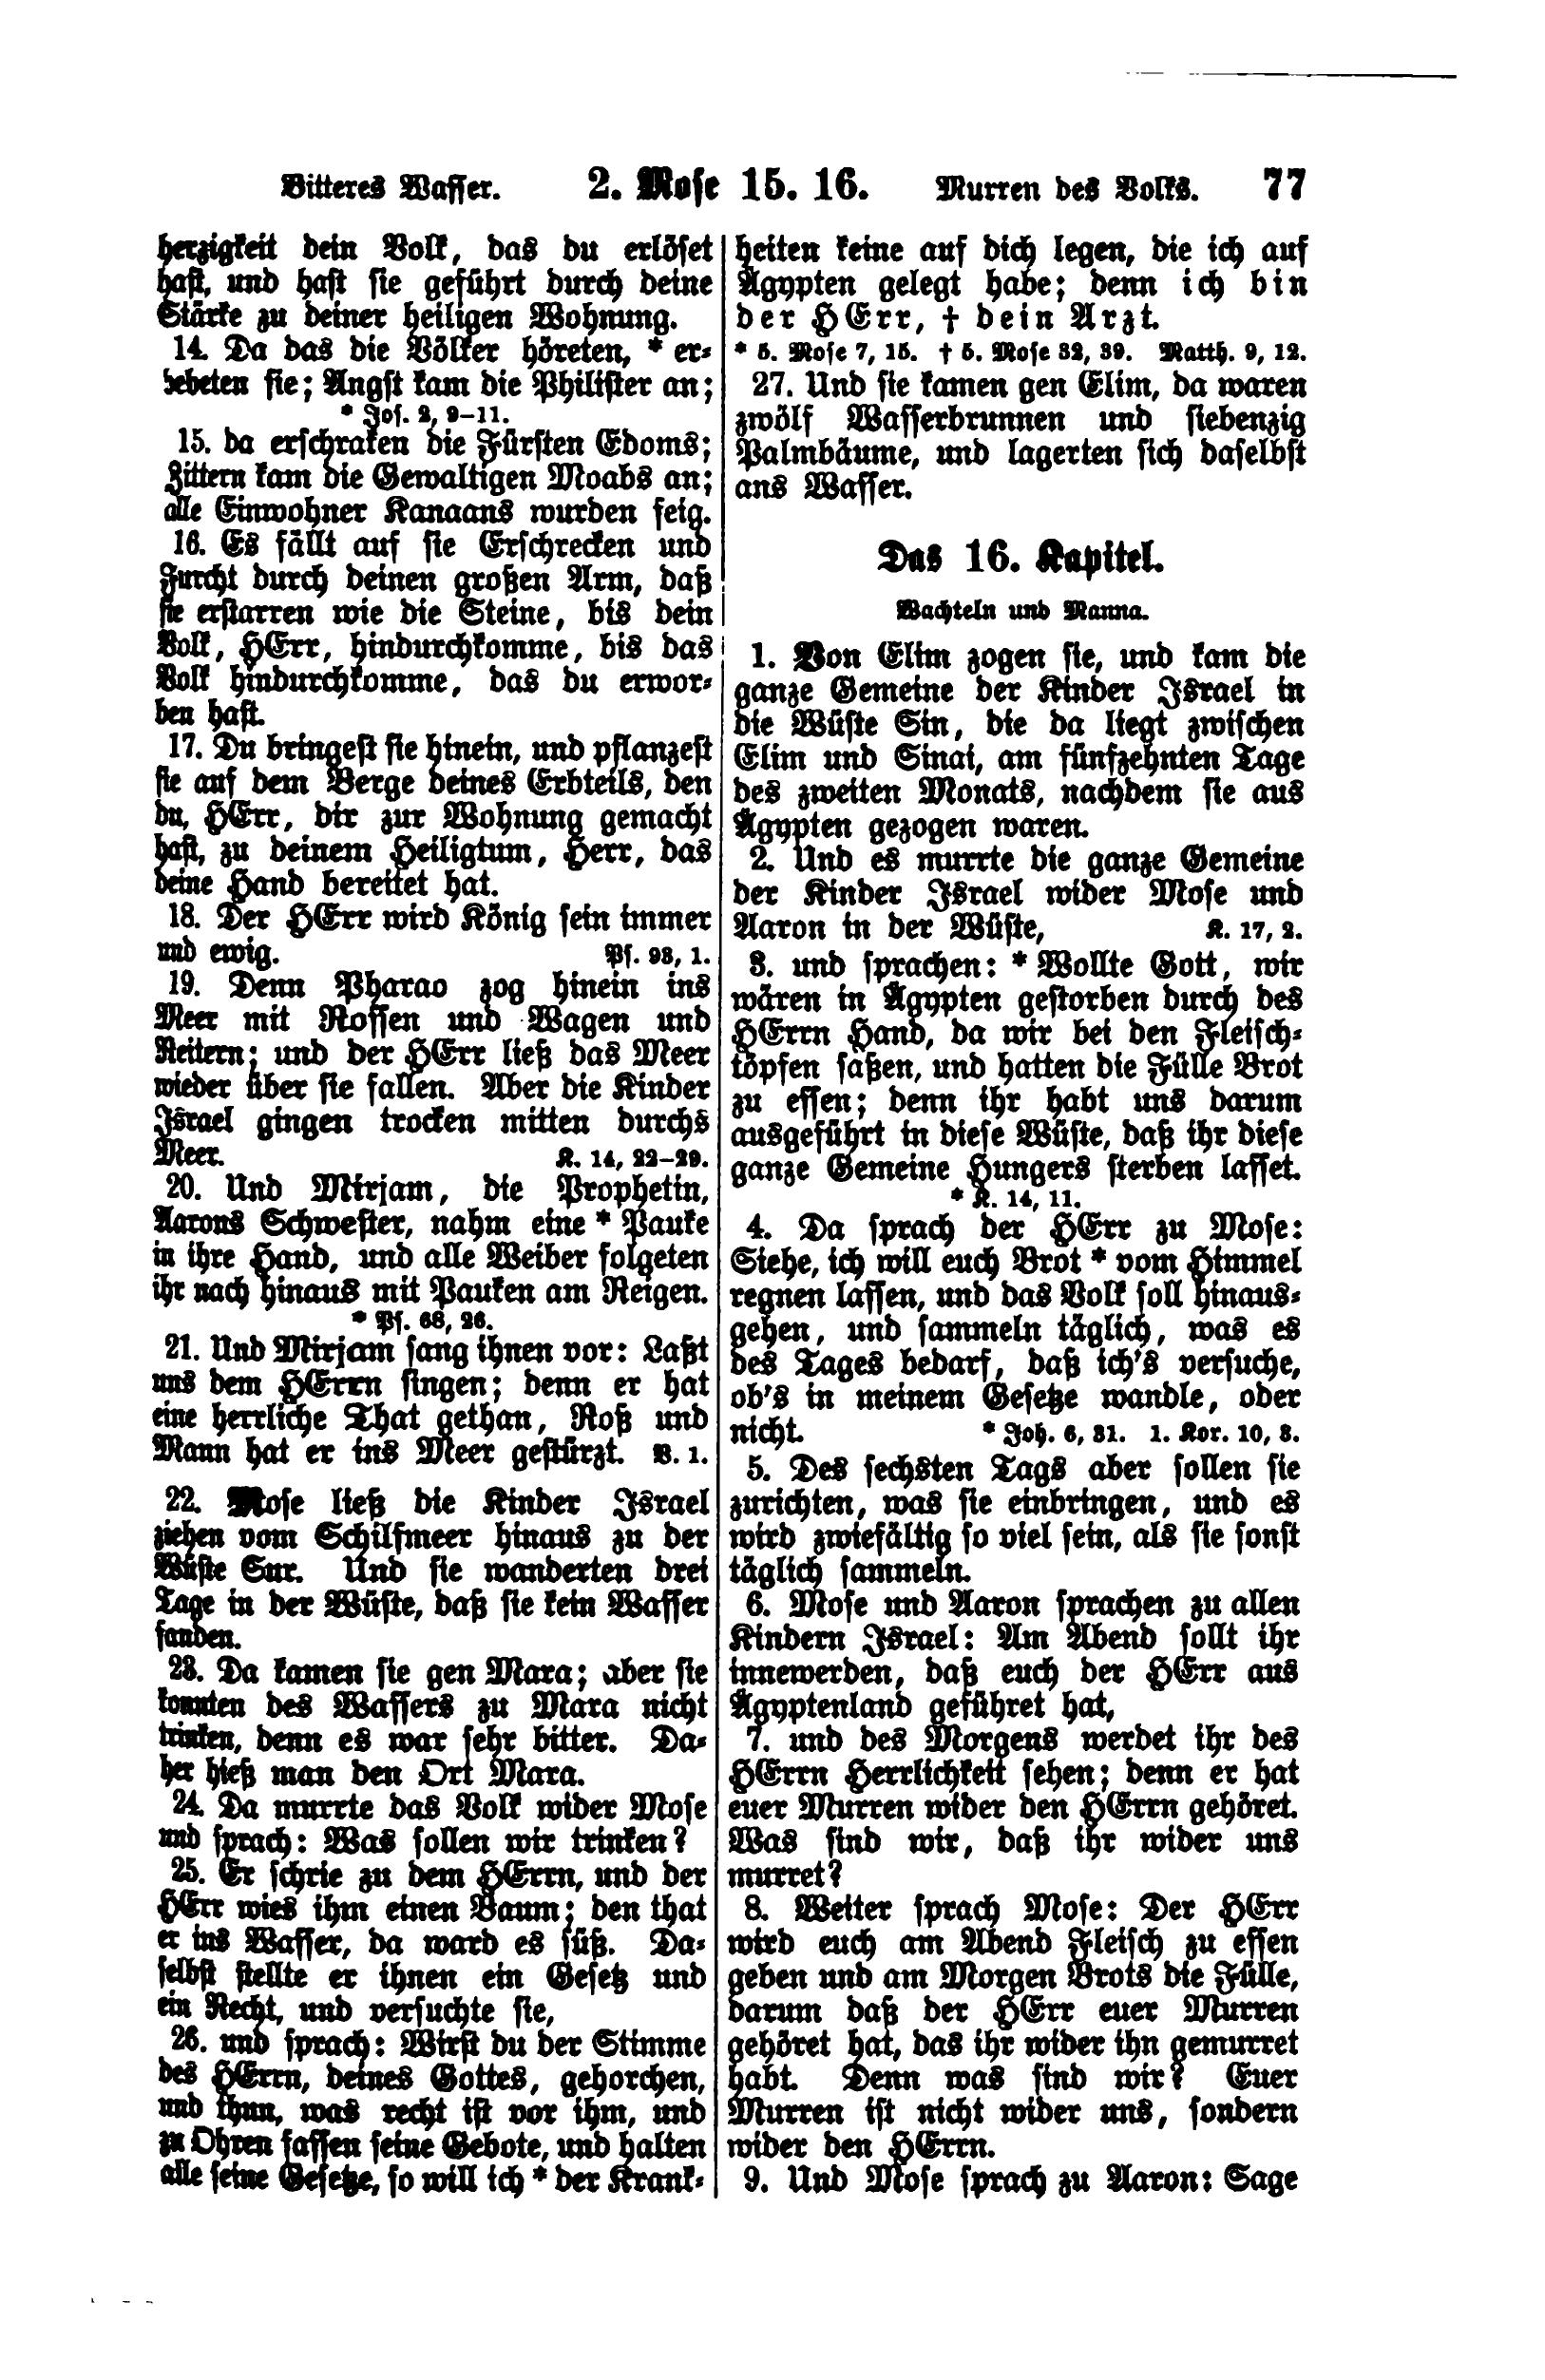 Bitteres Wasser. 2. Mose 15. 16. Murren des Volks. 77
herzigkeit dein Volk, das du erlöset
hast, und hast sie geführt durch deine
Stärke zu deiner heiligen Wohnung.
14. Da das die Völker höreten, * er-
bebeten sie; Angst kam die Philister an;
* Jos. 2, 9–11.
15. da erschraken die Fürsten Edoms;
Zittern kam die Gewaltigen Moabs an;
alle Einwohner Kanaans wurden feig.
16. Es fällt auf sie Erschrecken und
Furcht durch deinen großen Arm, daß
sie erstarren wie die Steine, bis dein
Volk, HErr, hindurchkomme, bis das
Volk hindurchkomme, das du erwor-
ben hast.
17. Du bringest sie hinein, und pflanzest
sie auf dem Berge deines Erbteils, den
du, HErr, dir zur Wohnung gemacht
hast, zu deinem Heiligtum, Herr, das
deine Hand bereitet hat.
18. Der HErr wird König sein immer
und ewig. Ps. 93, 1.
19. Denn Pharao zog hinein ins
Meer mit Rossen und Wagen und
Reitern; und der HErr ließ das Meer
wieder über sie fallen. Aber die Kinder
Israel gingen trocken mitten durchs
Meer. K. 14, 22–29.
20. Und Mirjam, die Prophetin,
Aarons Schwester, nahm eine * Pauke
in ihre Hand, und alle Weiber folgeten
ihr nach hinaus mit Pauken am Reigen.
* Ps. 68, 26.
21. Und Mirjam sang ihnen vor: Laßt
uns dem HErrn singen; denn er hat
eine herrliche That gethan, Roß und
Mann hat er ins Meer gestürzt. V. 1.
22. Mose ließ die Kinder Israel
ziehen vom Schilfmeer hinaus zu der
Wüste Sur. Und sie wanderten drei
Tage in der Wüste, daß sie kein Wasser
fanden.
23. Da kamen sie gen Mara; aber sie
konnten des Wassers zu Mara nicht
trinken, denn es war sehr bitter. Da-
her hieß man den Ort Mara.
24. Da murrte das Volk wider Mose
und sprach: Was sollen wir trinken?
25. Er schrie zu dem HErrn, und der
HErr wies ihm einen Baum; den that
er ins Wasser, da ward es süß. Da-
selbst stellte er ihnen ein Gesetz und
ein Recht, und versuchte sie,
26. und sprach: Wirst du der Stimme
des HErrn, deines Gottes, gehorchen,
und thun, was recht ist vor ihm, und
zu Ohren fassen seine Gebote, und halten
alle seine Gesetze, so will ich * der Krank-
heiten keine auf dich legen, die ich auf
Ägypten gelegt habe; denn ich bin
der HErr, † dein Arzt.
* 5. Mose 7, 15. † 5. Mose 32, 39. Matth. 9, 12.
27. Und sie kamen gen Elim, da waren
zwölf Wasserbrunnen und siebenzig
Palmbäume, und lagerten sich daselbst
ans Wasser.
Das 16. Kapitel.
Wachteln und Manna.
1. Von Elim zogen sie, und kam die
ganze Gemeine der Kinder Israel in
die Wüste Sin, die da liegt zwischen
Elim und Sinai, am fünfzehnten Tage
des zweiten Monats, nachdem sie aus
Ägypten gezogen waren.
2. Und es murrte die ganze Gemeine
der Kinder Israel wider Mose und
Aaron in der Wüste, K. 17, 2.
3. und sprachen: * Wollte Gott, wir
wären in Ägypten gestorben durch des
HErrn Hand, da wir bei den Fleisch-
töpfen saßen, und hatten die Fülle Brot
zu essen; denn ihr habt uns darum
ausgeführt in diese Wüste, daß ihr diese
ganze Gemeine Hungers sterben lasset.
* K. 14, 11.
4. Da sprach der HErr zu Mose:
Siehe, ich will euch Brot * vom Himmel
regnen lassen, und das Volk soll hinaus-
gehen, und sammeln täglich, was es
des Tages bedarf, daß ich's versuche,
ob's in meinem Gesetze wandle, oder
nicht. * Joh. 6, 31. 1. Kor. 10, 3.
5. Des sechsten Tags aber sollen sie
zurichten, was sie einbringen, und es
wird zwiefältig so viel sein, als sie sonst
täglich sammeln.
6. Mose und Aaron sprachen zu allen
Kindern Israel: Am Abend sollt ihr
innewerden, daß euch der HErr aus
Ägyptenland geführet hat,
7. und des Morgens werdet ihr des
HErrn Herrlichkeit sehen; denn er hat
euer Murren wider den HErrn gehöret.
Was sind wir, daß ihr wider uns
murret?
8. Weiter sprach Mose: Der HErr
wird euch am Abend Fleisch zu essen
geben und am Morgen Brots die Fülle,
darum daß der HErr euer Murren
gehöret hat, das ihr wider ihn gemurret
habt. Denn was sind wir? Euer
Murren ist nicht wider uns, sondern
wider den HErrn.
9. Und Mose sprach zu Aaron: Sage